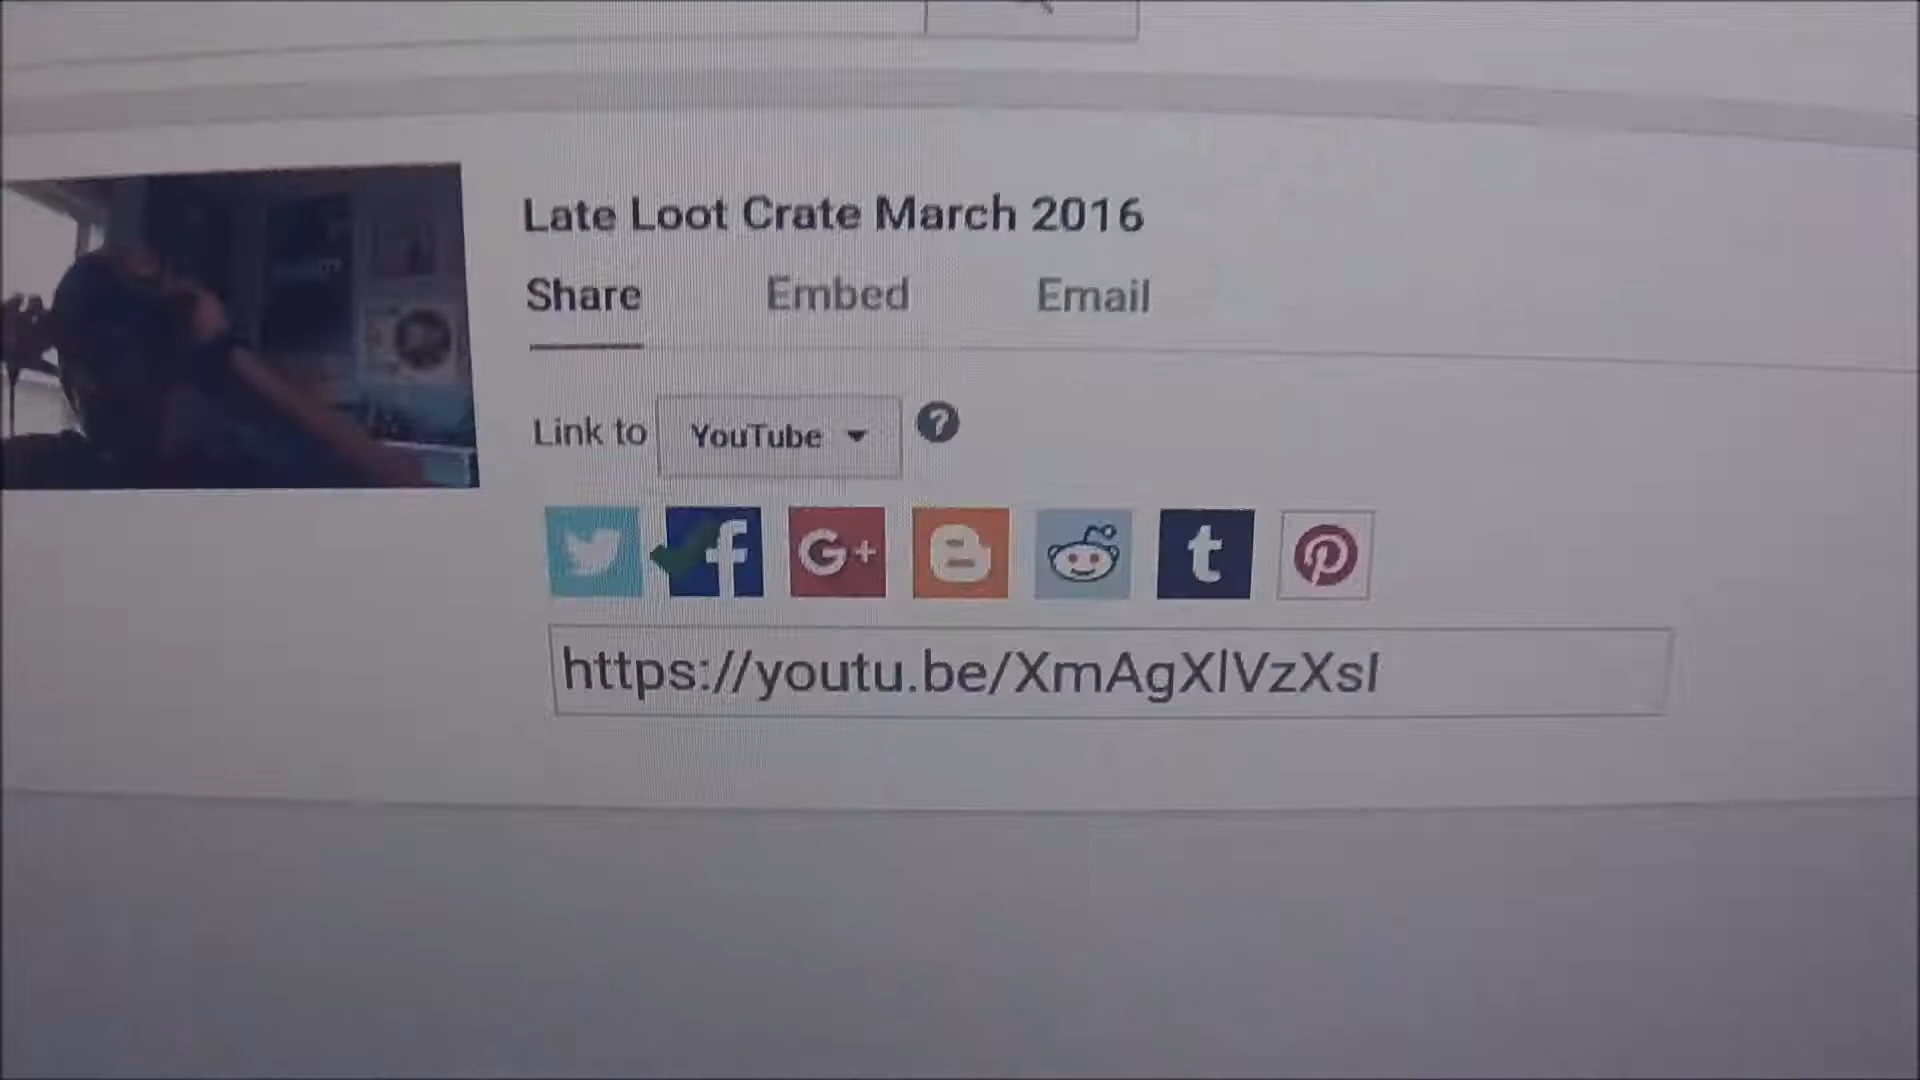 Late Loot Crate March 2016
Share Embed Email
Link to YouTube ?
f G+ B t P
https://youtu.be/XmAgXlVzXsI